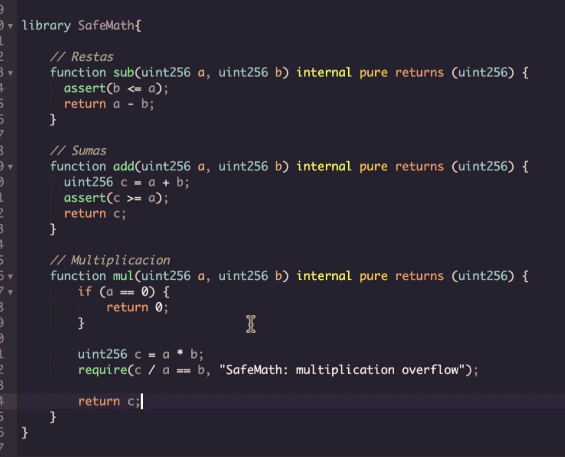 library SafeMath{
// Restas
function sub(uint256 a, uint256 b) internal pure returns (uint256) {
assert(b <= a);
return a - b;
}
// Sumas
function add(uint256 a, uint256 b) internal pure returns (uint256) {
uint256 c = a + b;
assert(c >= a);
return c;
}
// Multiplicacion
function mul(uint256 a, uint256 b) internal pure returns (uint256) {
if (a == 0) {
return 0;
}
uint256 c = a * b;
require(c / a == b, "SafeMath: multiplication overflow");
return c;
}
}